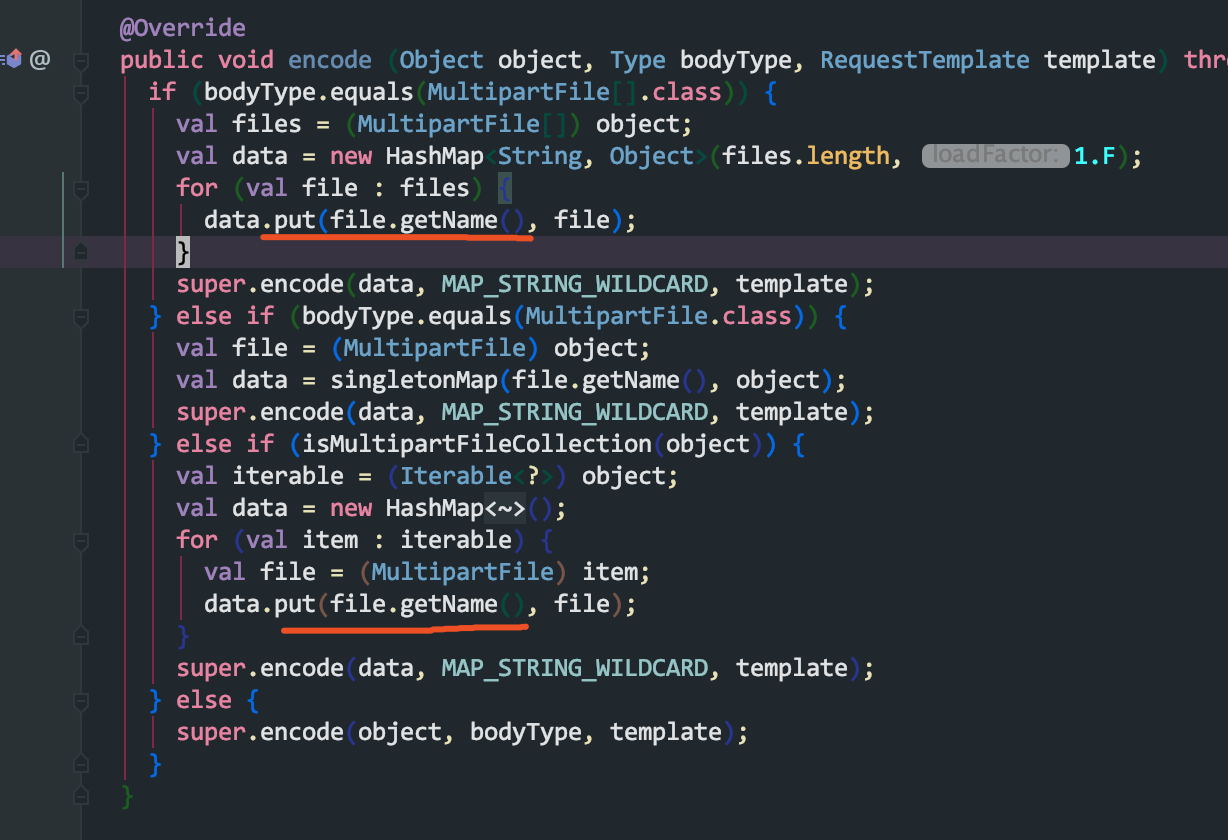 @Override
@ public void encode (Object object, Type bodyType, RequestTemplate template) thr
if (bodyType.equals(MultipartFile[].class)) {
val files = (MultipartFile[]) object;
val data = new HashMap<String, Object>(files.length, loadFactor: 1.F);
for (val file : files) {
data.put(file.getName(), file);
}
super.encode(data, MAP_STRING_WILDCARD, template);
} else if (bodyType.equals(MultipartFile.class)) {
val file = (MultipartFile) object;
val data = singletonMap(file.getName(), object);
super.encode(data, MAP_STRING_WILDCARD, template);
} else if (isMultipartFileCollection(object)) {
val iterable = (Iterable<?>) object;
val data = new HashMap<~>();
for (val item : iterable) {
val file = (MultipartFile) item;
data.put(file.getName(), file);
}
super.encode(data, MAP_STRING_WILDCARD, template);
} else {
super.encode(object, bodyType, template);
}
}